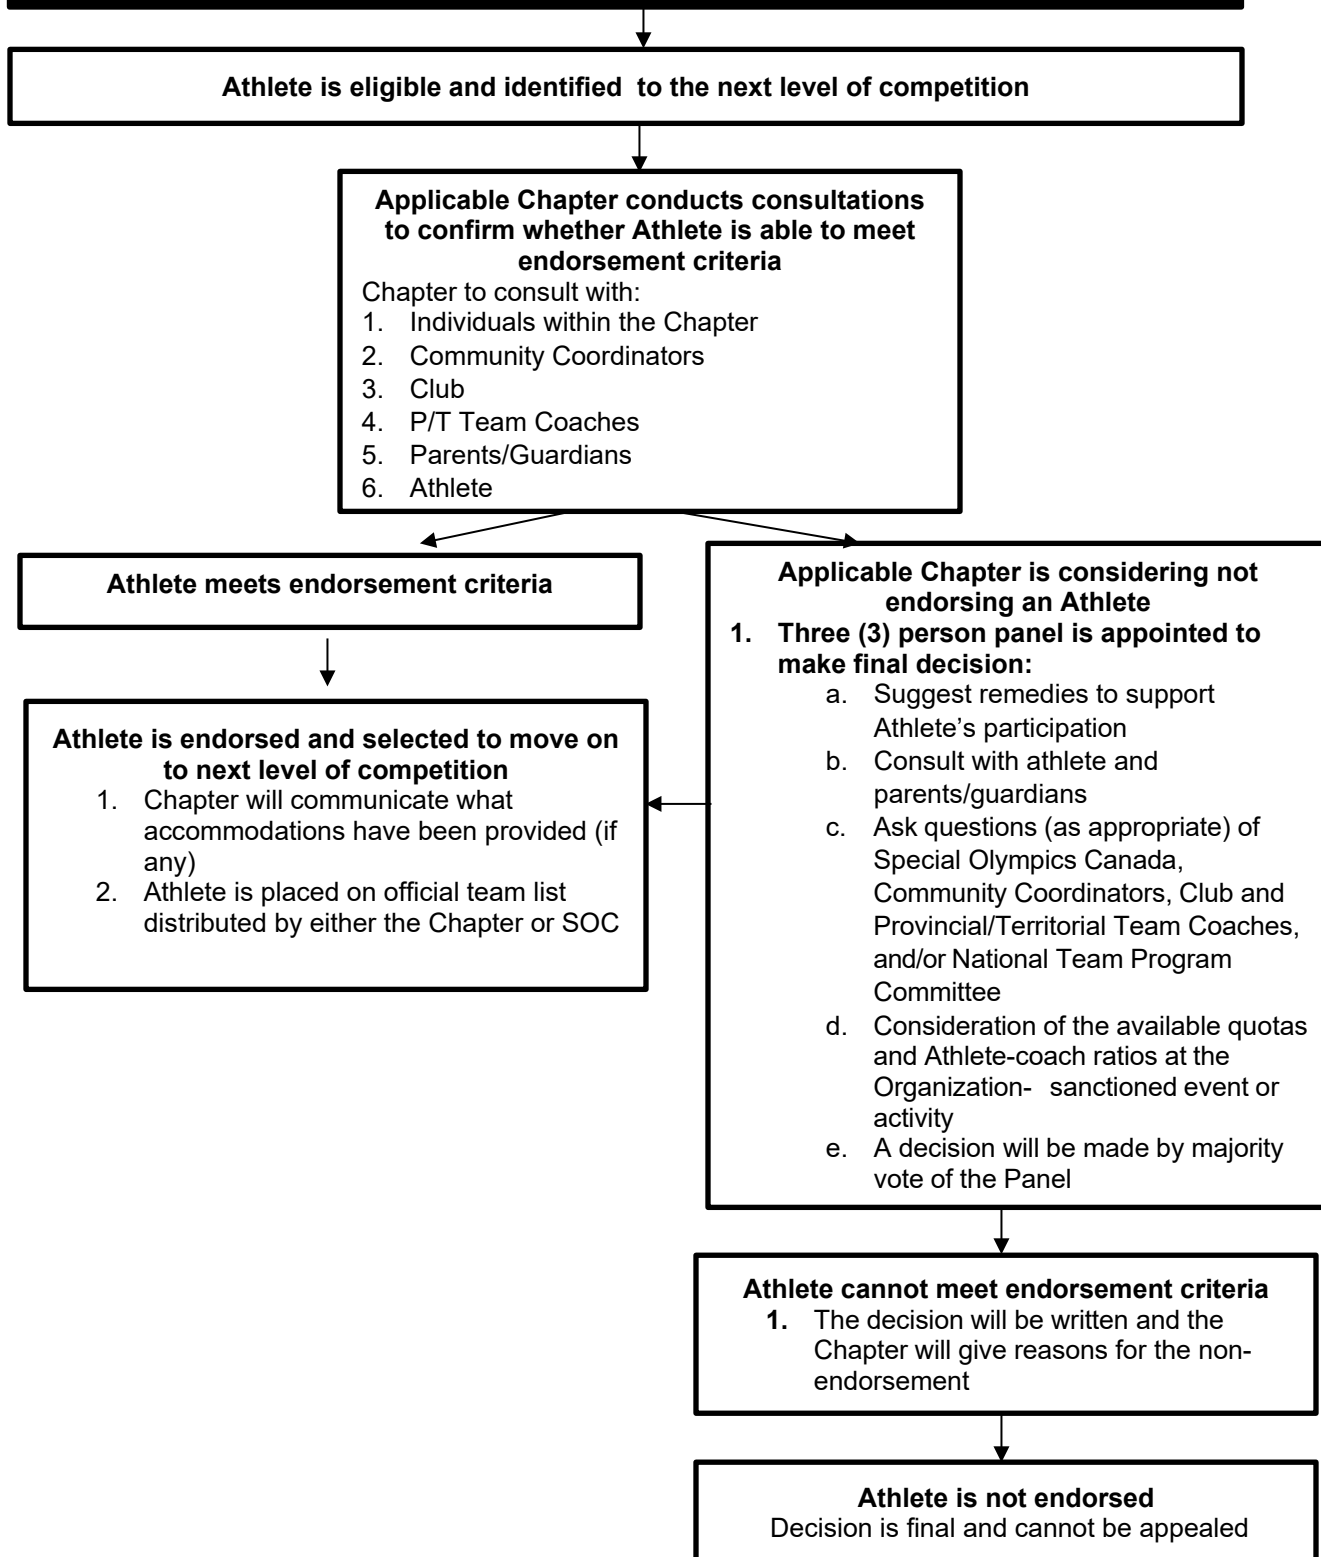 Athlete is eligible and identified to the next level of competition
Applicable Chapter conducts consultations
to confirm whether Athlete is able to meet
endorsement criteria
Chapter to consult with:
1. Individuals within the Chapter
2. Community Coordinators
3. Club
4. P/T Team Coaches
5. Parents/Guardians
6. Athlete
Athlete meets endorsement criteria
Athlete is endorsed and selected to move on
to next level of competition
1. Chapter will communicate what
accommodations have been provided (if
any)
2. Athlete is placed on official team list
distributed by either the Chapter or SOC
Applicable Chapter is considering not
endorsing an Athlete
1. Three (3) person panel is appointed to
make final decision:
a. Suggest remedies to support
Athlete’s participation
b. Consult with athlete and
parents/guardians
c. Ask questions (as appropriate) of
Special Olympics Canada,
Community Coordinators, Club and
Provincial/Territorial Team Coaches,
and/or National Team Program
Committee
d. Consideration of the available quotas
and Athlete-coach ratios at the
Organization- sanctioned event or
activity
e. A decision will be made by majority
vote of the Panel
Athlete cannot meet endorsement criteria
1. The decision will be written and the
Chapter will give reasons for the non-
endorsement
Athlete is not endorsed
Decision is final and cannot be appealed